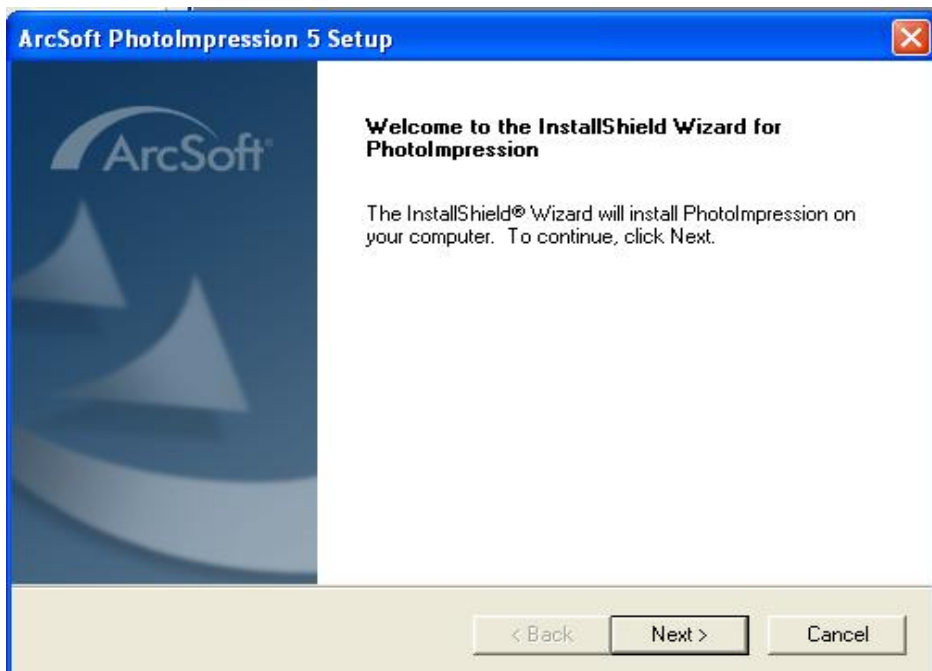 ArcSoft PhotoImpression 5 Setup
ArcSoft®
Welcome to the InstallShield Wizard for
PhotoImpression
The InstallShield® Wizard will install PhotoImpression on
your computer. To continue, click Next.
< Back
Next >
Cancel